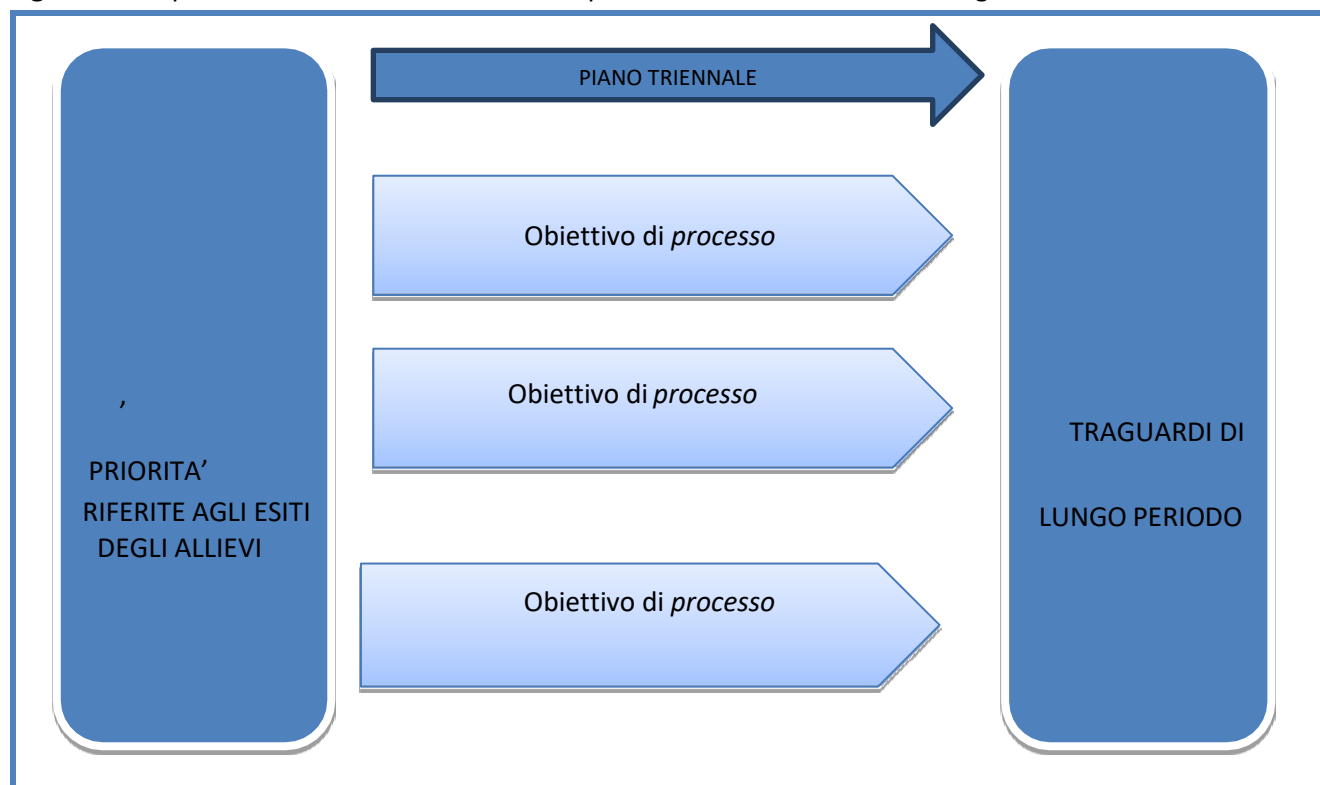 PIANO TRIENNALE
Obiettivo di processo
Obiettivo di processo
Obiettivo di processo
,
PRIORITA’
RIFERITE AGLI ESITI
DEGLI ALLIEVI
TRAGUARDI DI
LUNGO PERIODO